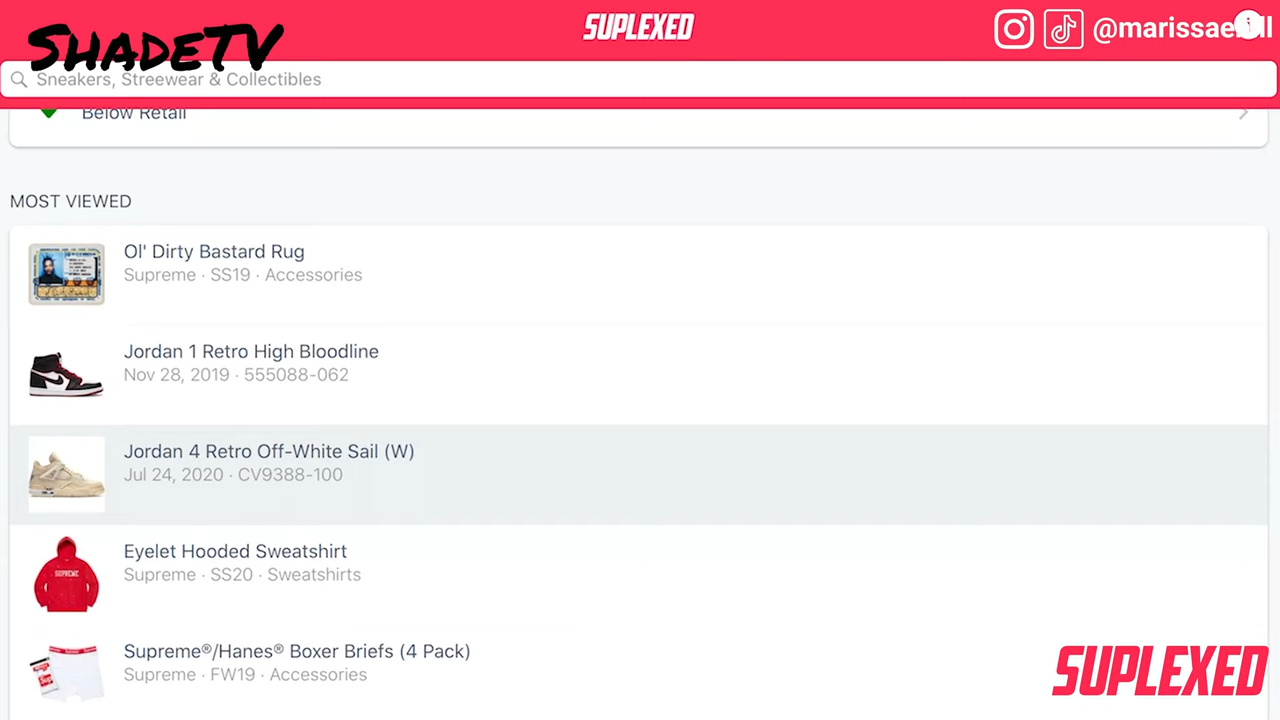 SHADETV
SUPLEXED
Sneakers, Streewear & Collectibles
Below Retail
MOST VIEWED
Ol' Dirty Bastard Rug
Supreme · SS19 · Accessories
Jordan 1 Retro High Bloodline
Nov 28, 2019 · 555088-062
Jordan 4 Retro Off-White Sail (W)
Jul 24, 2020 · CV9388-100
Eyelet Hooded Sweatshirt
Supreme · SS20 · Sweatshirts
SUPREME
Supreme®/Hanes® Boxer Briefs (4 Pack)
Supreme · FW19 · Accessories
SUPLEXED